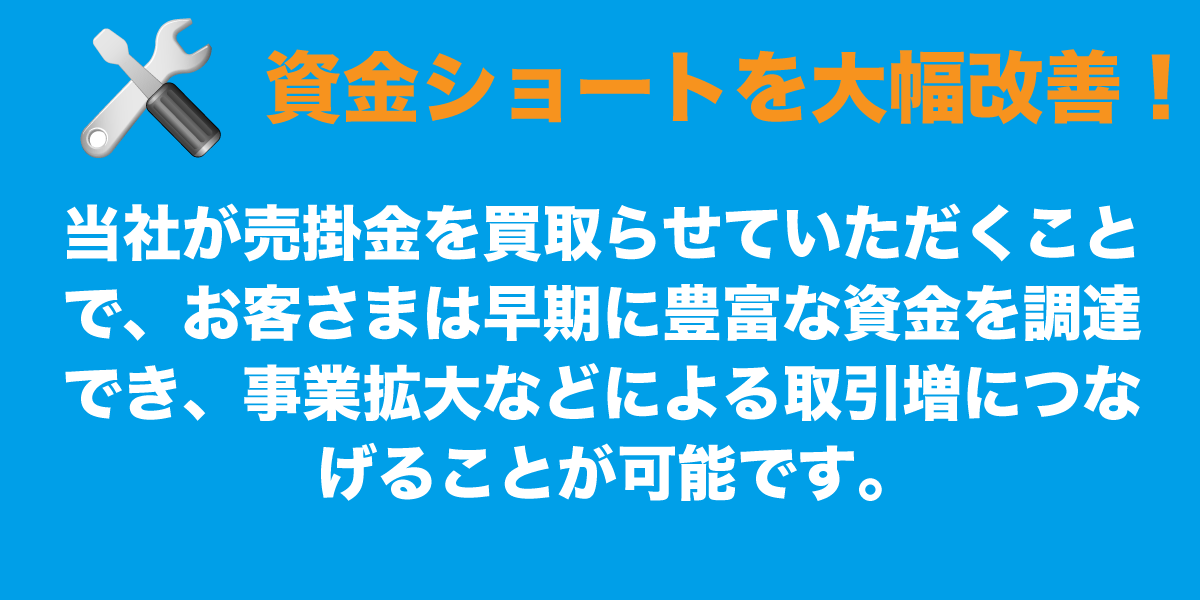 資金ショートを大幅改善！
当社が売掛金を買取らせていただくこと
で、お客さまは早期に豊富な資金を調達
でき、事業拡大などによる取引増につな
げることが可能です。